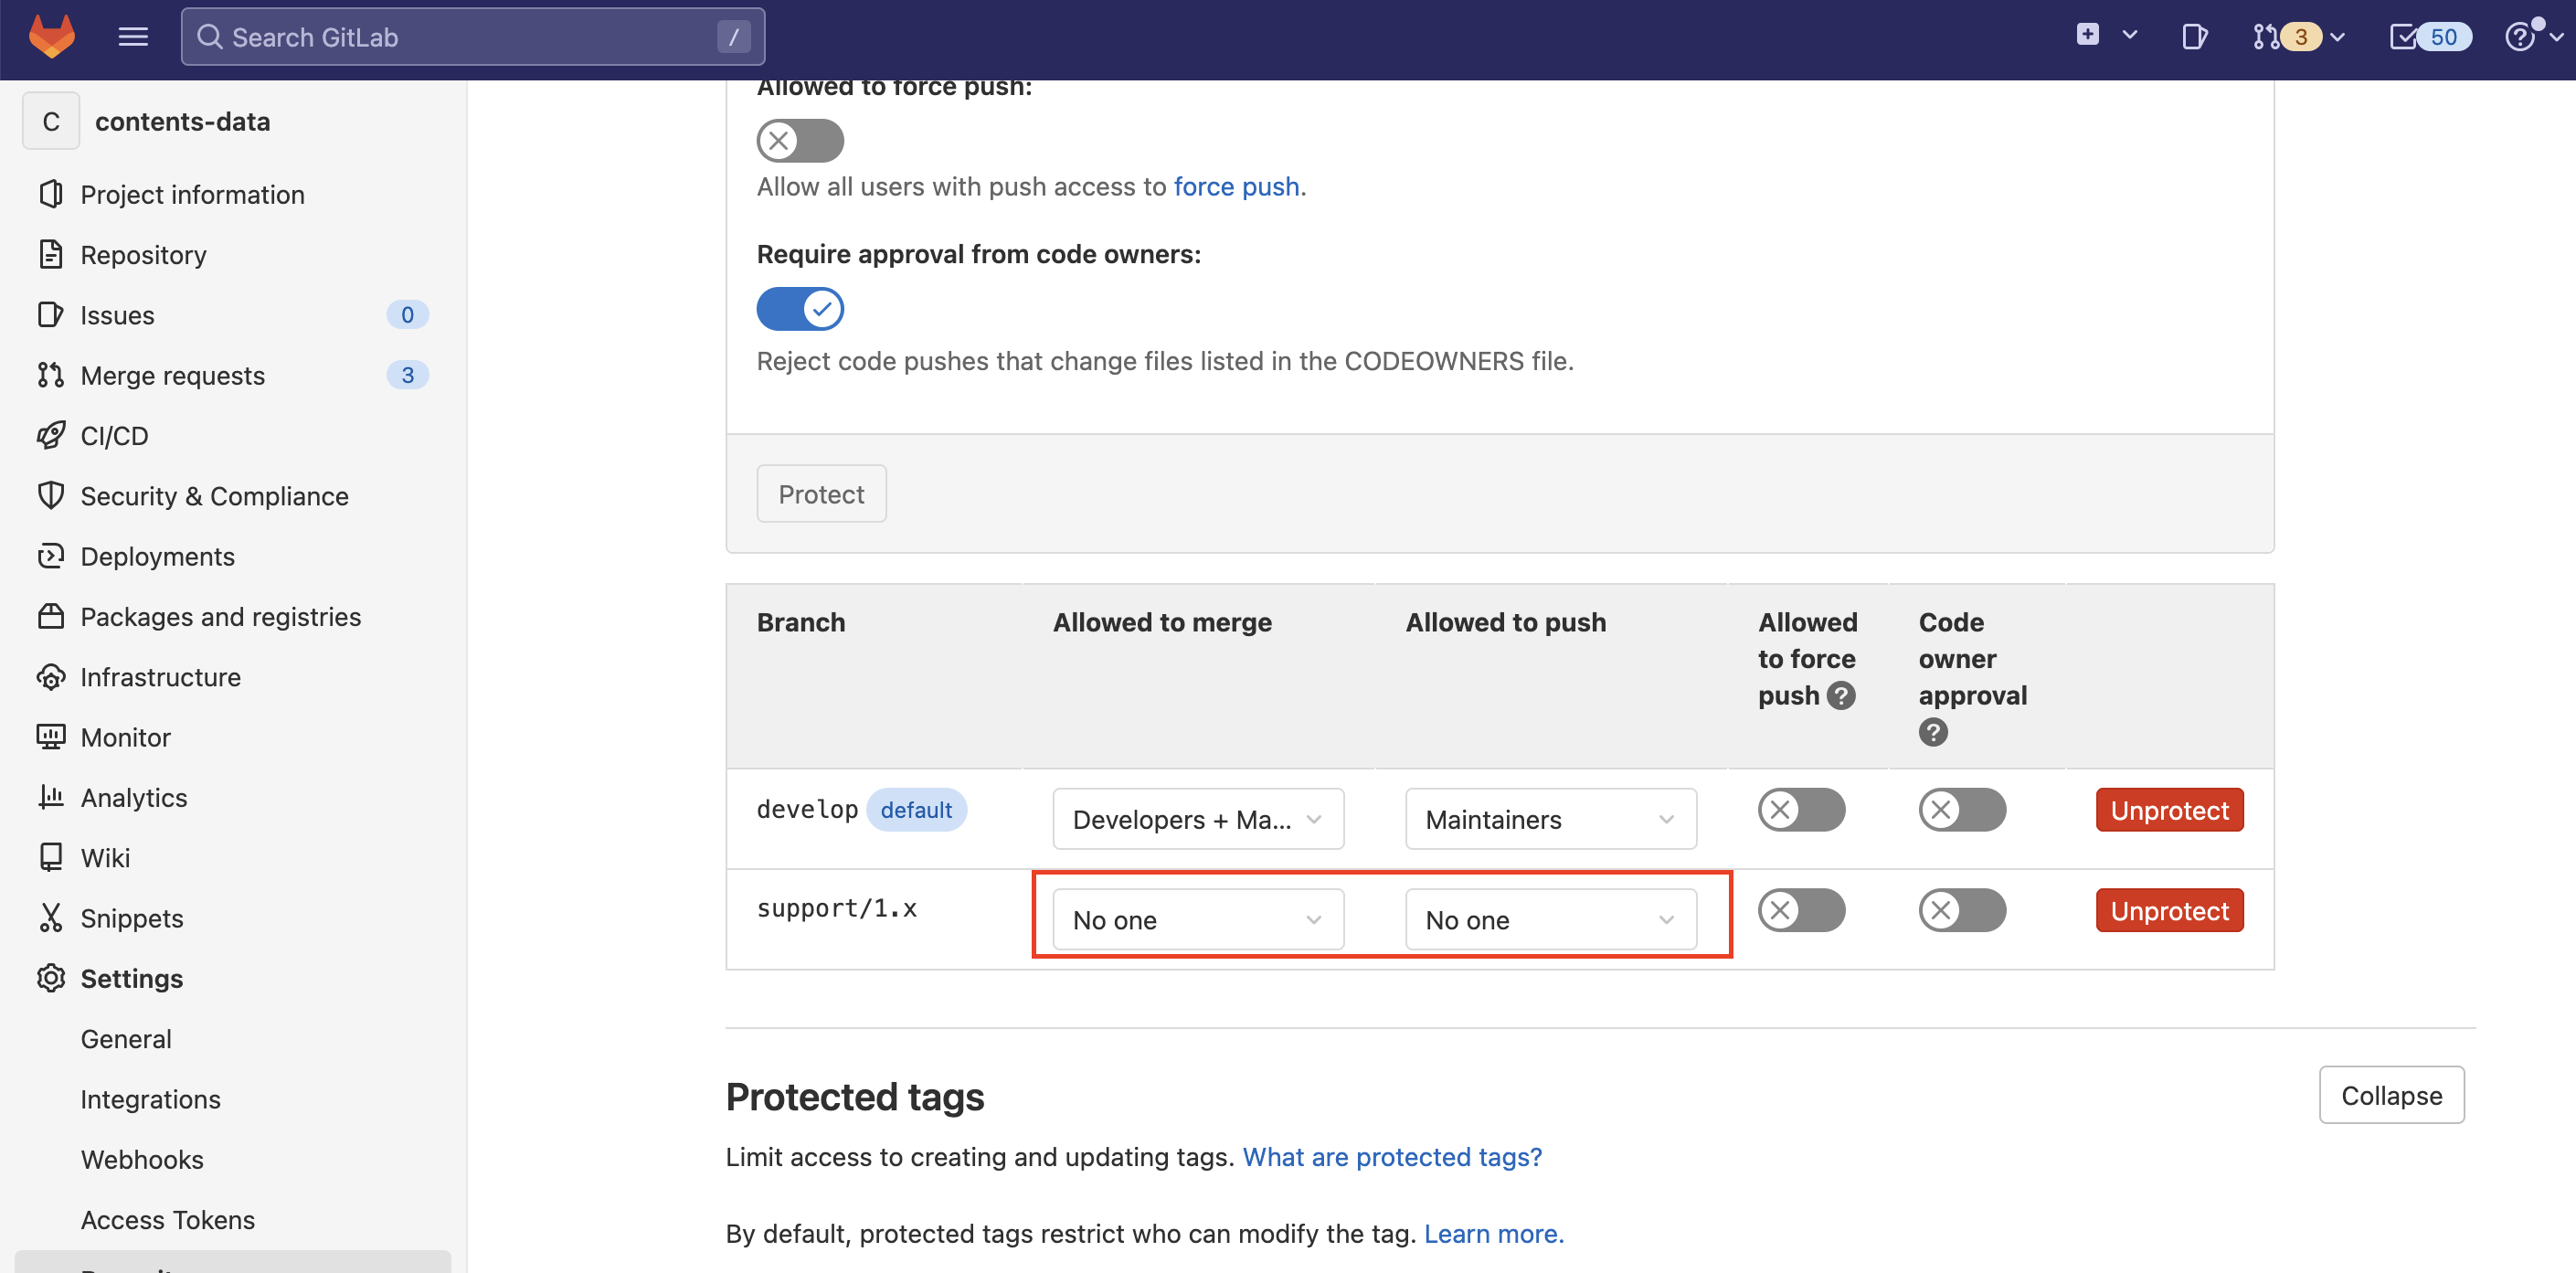 Search GitLab /
3
50
C contents-data
Project information
Repository
Issues 0
Merge requests 3
CI/CD
Security & Compliance
Deployments
Packages and registries
Infrastructure
Monitor
Analytics
Wiki
Snippets
Settings
General
Integrations
Webhooks
Access Tokens
Allowed to force push:
Allow all users with push access to force push.
Require approval from code owners:
Reject code pushes that change files listed in the CODEOWNERS file.
Protect
Branch
Allowed to merge
Allowed to push
Allowed
to force
push ?
Code
owner
approval
?
develop default
Developers + Ma...
Maintainers
Unprotect
support/1.x
No one
No one
Unprotect
Protected tags
Collapse
Limit access to creating and updating tags. What are protected tags?
By default, protected tags restrict who can modify the tag. Learn more.